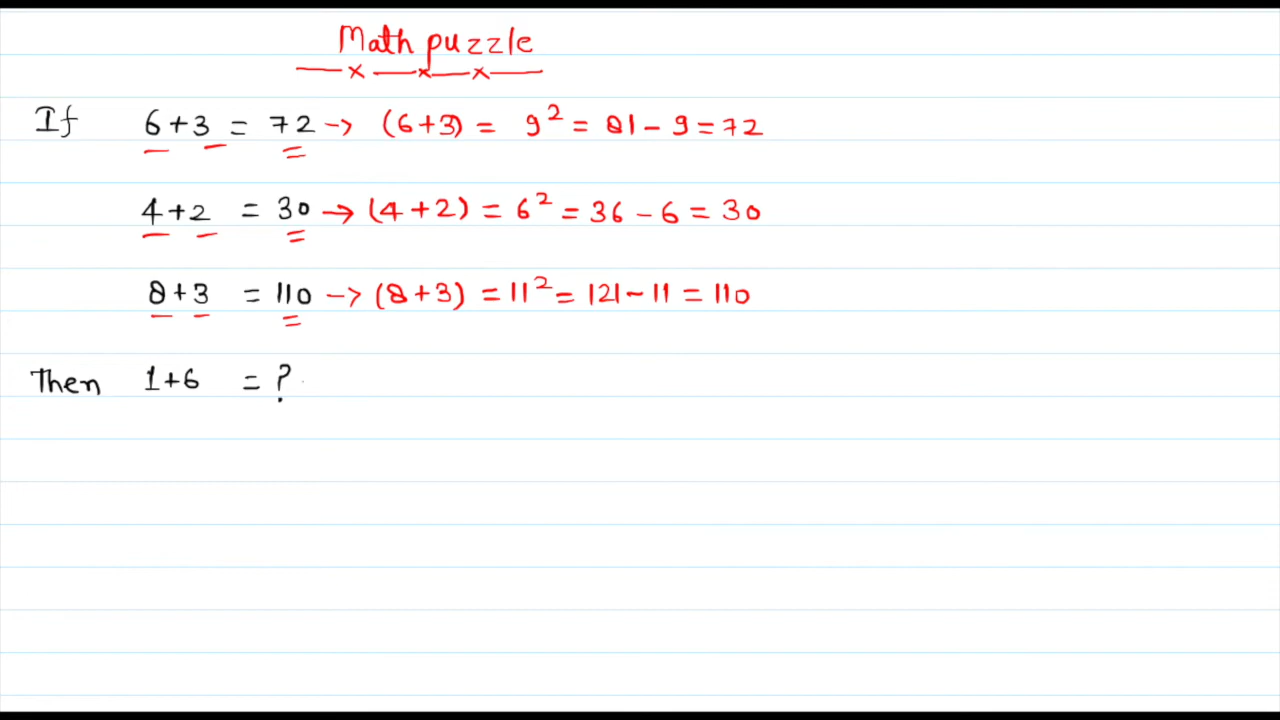 Math puzzle
If 6+3 = 72 → (6+3) = 9² = 81 - 9 = 72
4+2 = 30 → (4+2) = 6² = 36 - 6 = 30
8+3 = 110 → (8+3) = 11² = 121 - 11 = 110
Then 1+6 = ?